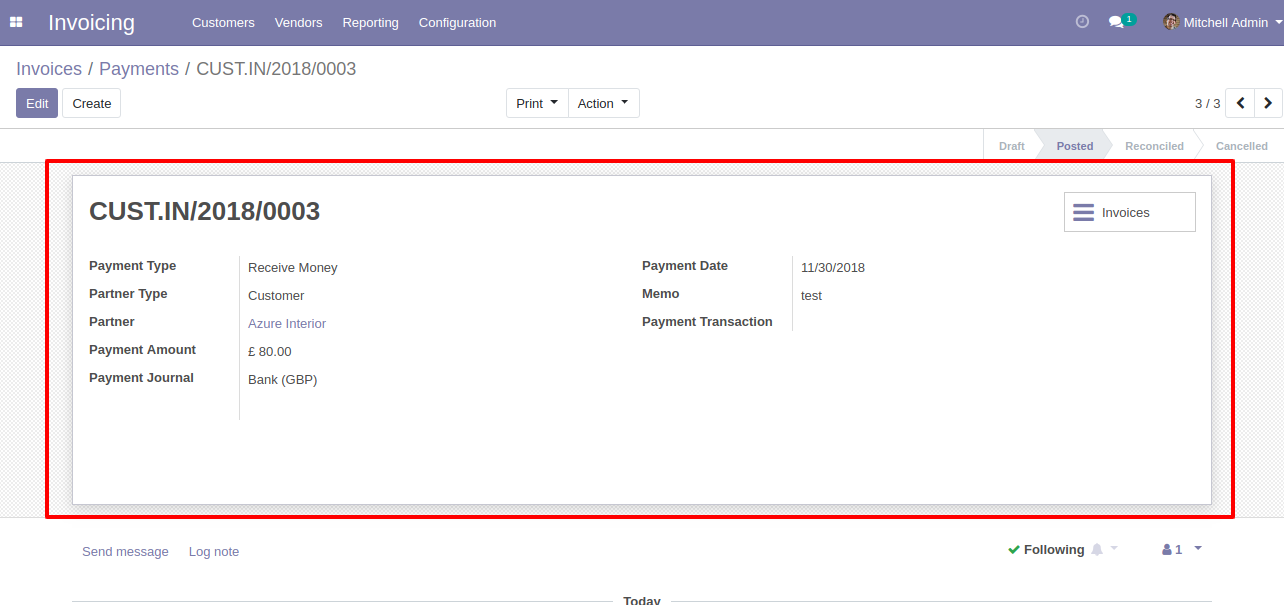 Invoicing Customers Vendors Reporting Configuration 1 Mitchell Admin
Invoices / Payments / CUST.IN/2018/0003
Edit Create Print Action 3 / 3
Draft Posted Reconciled Cancelled
CUST.IN/2018/0003 Invoices
Payment Type Receive Money Payment Date 11/30/2018
Partner Type Customer Memo test
Partner Azure Interior Payment Transaction
Payment Amount £ 80.00
Payment Journal Bank (GBP)
Send message Log note Following 1
Today